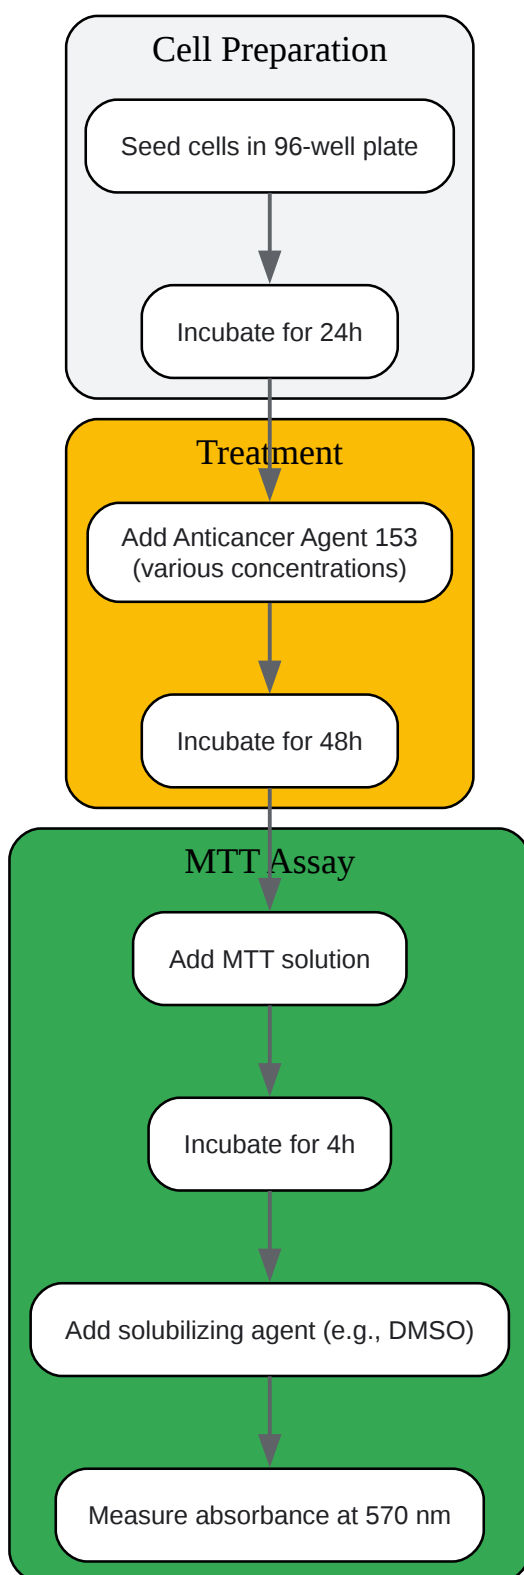 Cell Preparation
Seed cells in 96-well plate
Incubate for 24h
Treatment
Add Anticancer Agent 153
(various concentrations)
Incubate for 48h
MTT Assay
Add MTT solution
Incubate for 4h
Add solubilizing agent (e.g., DMSO)
Measure absorbance at 570 nm